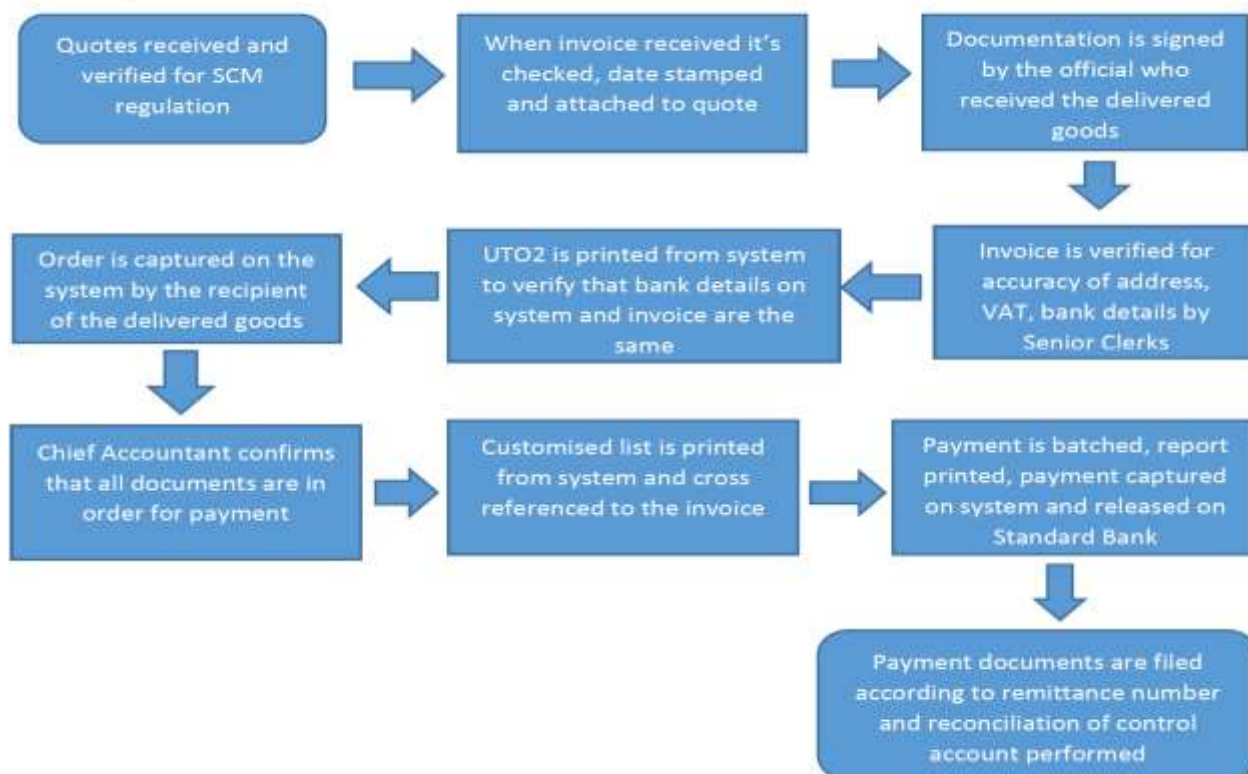 Quotes received and
verified for SCM
regulation
When invoice received it’s
checked, date stamped
and attached to quote
Documentation is signed
by the official who
received the delivered
goods
Invoice is verified for
accuracy of address,
VAT, bank details by
Senior Clerks
UTO2 is printed from system
to verify that bank details on
system and invoice are the
same
Order is captured on the
system by the recipient
of the delivered goods
Chief Accountant confirms
that all documents are in
order for payment
Customised list is printed
from system and cross
referenced to the invoice
Payment is batched, report
printed, payment captured
on system and released on
Standard Bank
Payment documents are filed
according to remittance number
and reconciliation of control
account performed